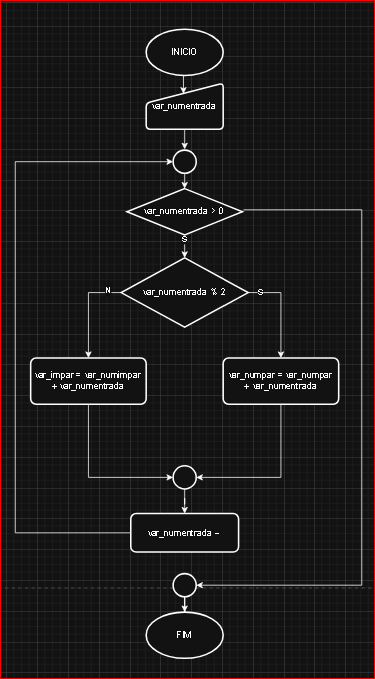 INICIO
var_numentrada
var_numentrada > 0
S
var_numentrada % 2
N
S
var_impar = var_numimpar
+ var_numentrada
var_numpar = var_numpar
+ var_numentrada
var_numentrada –
FIM